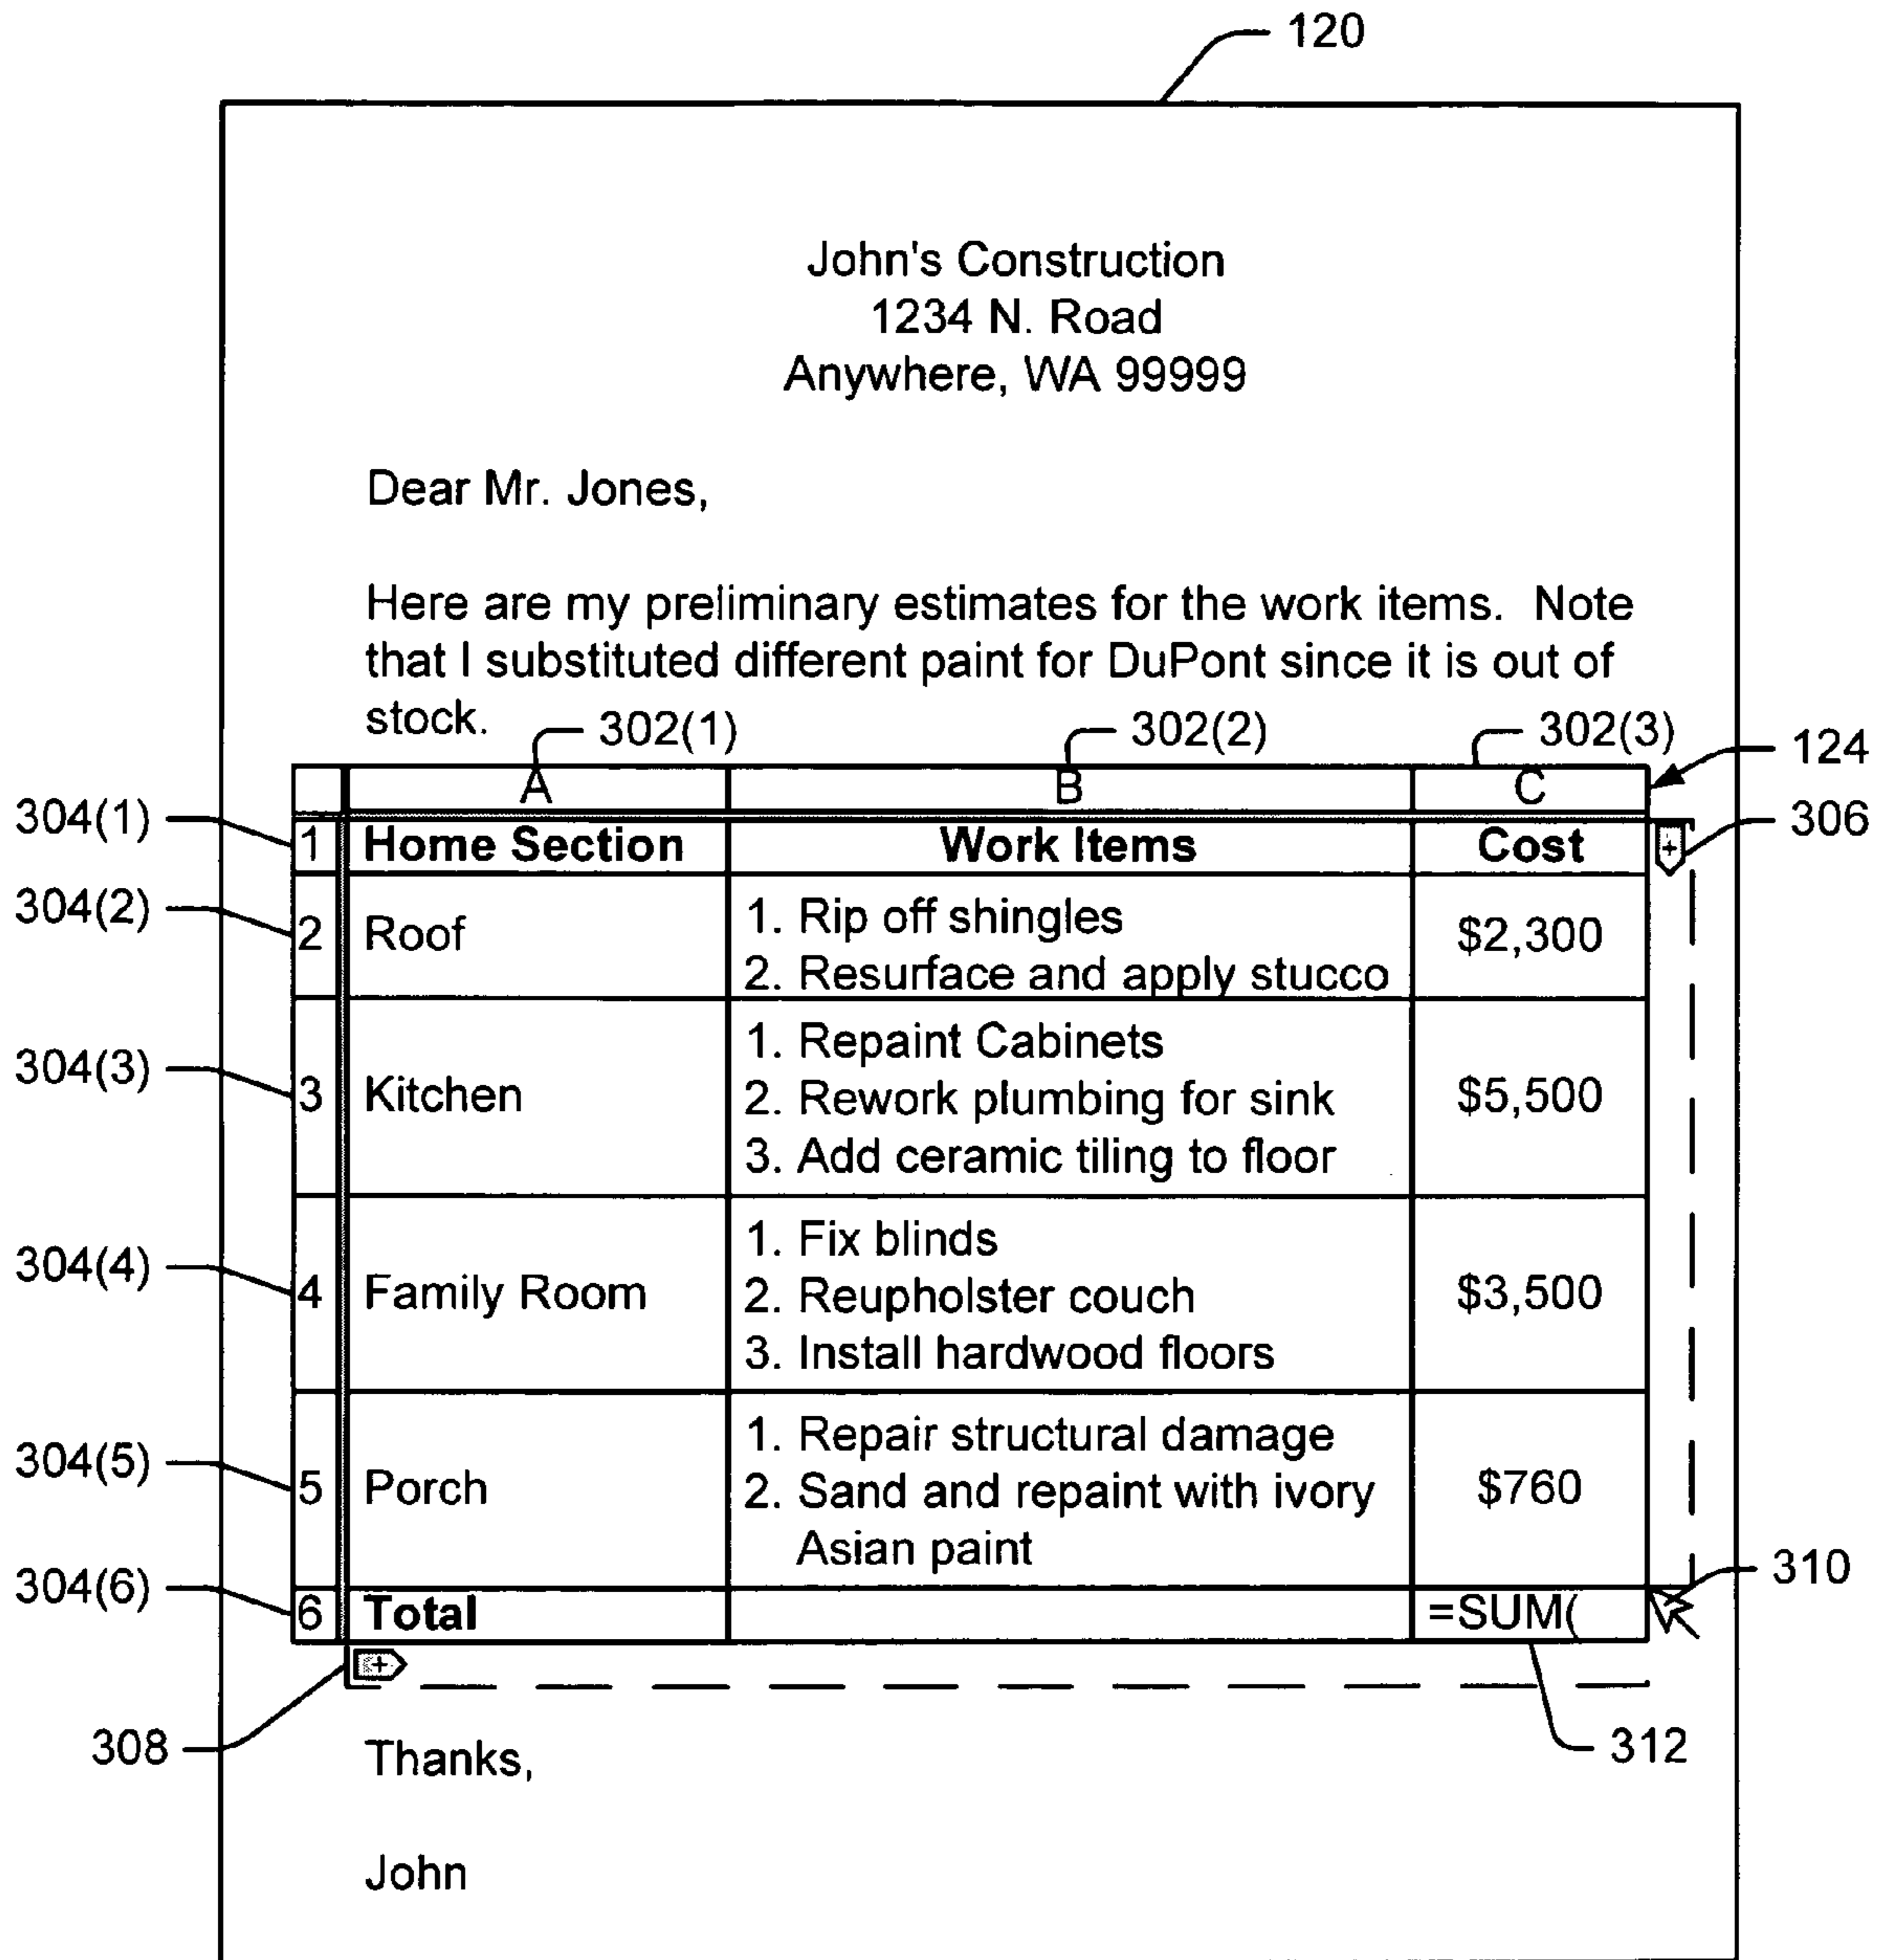 120
John's Construction
1234 N. Road
Anywhere, WA 99999
Dear Mr. Jones,
Here are my preliminary estimates for the work items. Note
that I substituted different paint for DuPont since it is out of
stock.
302(1) 302(2) 302(3)
124
A B C
304(1)
306
1 Home Section Work Items Cost
+
304(2)
2 Roof 1. Rip off shingles $2,300
2. Resurface and apply stucco
304(3)
3 Kitchen 1. Repaint Cabinets $5,500
2. Rework plumbing for sink
3. Add ceramic tiling to floor
304(4)
4 Family Room 1. Fix blinds $3,500
2. Reupholster couch
3. Install hardwood floors
304(5)
5 Porch 1. Repair structural damage $760
2. Sand and repaint with ivory
Asian paint
304(6)
310
6 Total =SUM(
+
308
312
Thanks,
John